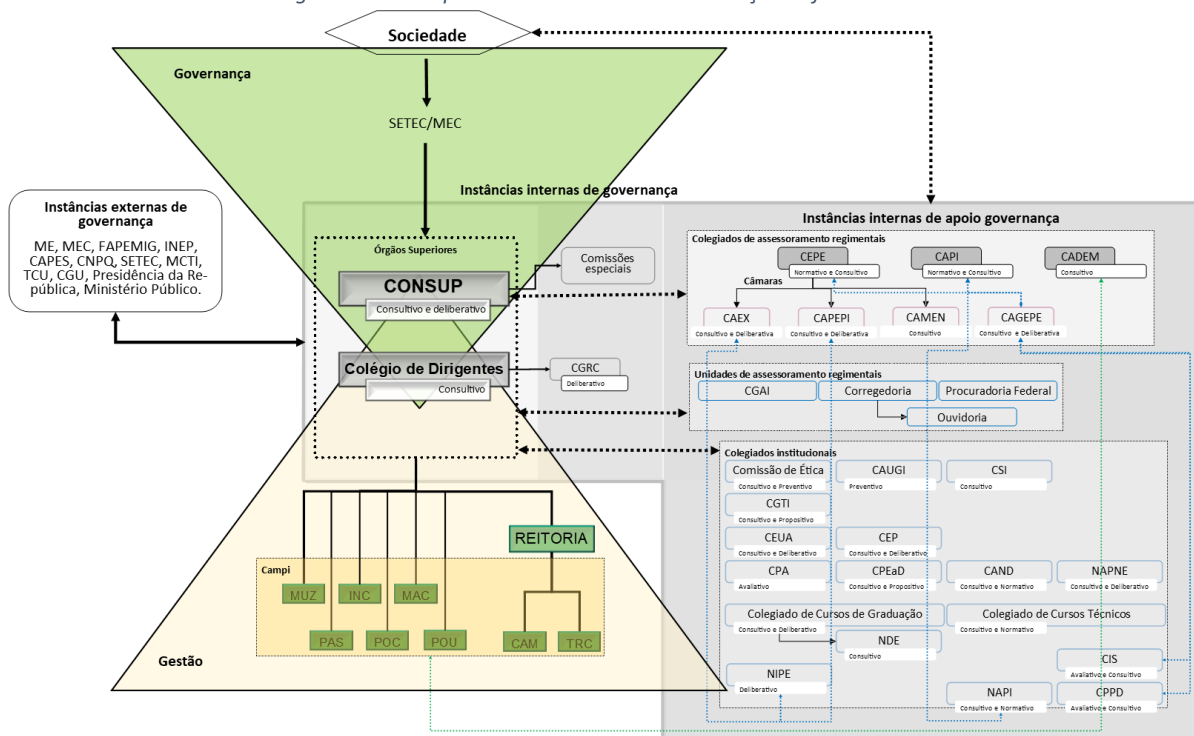 Sociedade
Governança
SETEC/MEC
Instâncias externas de
governança
ME, MEC, FAPEMIG, INEP,
CAPES, CNPQ, SETEC, MCTI,
TCU, CGU, Presidência da Re-
pública, Ministério Público.
Instâncias internas de governança
Órgãos Superiores
CONSUP
Consultivo e deliberativo
Comissões
especiais
Colégio de Dirigentes
Consultivo
CGRC
Deliberativo
Instâncias internas de apoio governança
Colegiados de assessoramento regimentais
CEPE
Normativo e Consultivo
CAPI
Normativo e Consultivo
CADEM
Consultivo
Câmaras
CAEX
Consultivo e Deliberativa
CAPEPI
Consultivo e Deliberativa
CAMEN
Consultivo
CAGEPE
Consultivo e Deliberativa
Unidades de assessoramento regimentais
CGAI
Corregedoria
Procuradoria Federal
Ouvidoria
Colegiados institucionais
Comissão de Ética
Consultivo e Preventivo
CAUGI
Preventivo
CSI
Consultivo
CGTI
Consultivo e Propositivo
CEUA
Consultivo e Deliberativo
CEP
Consultivo e Deliberativo
CPA
Avaliativo
CPEaD
Consultivo e Propositivo
CAND
Consultivo e Normativo
NAPNE
Consultivo e Deliberativo
Colegiado de Cursos de Graduação
Consultivo e Deliberativo
Colegiado de Cursos Técnicos
Consultivo e Normativo
NDE
Consultivo
CIS
Avaliativo e Consultivo
NIPE
Deliberativo
NAPI
Consultivo e Normativo
CPPD
Avaliativo e Consultivo
REITORIA
Campi
MUZ
INC
MAC
PAS
POC
POU
CAM
TRC
Gestão